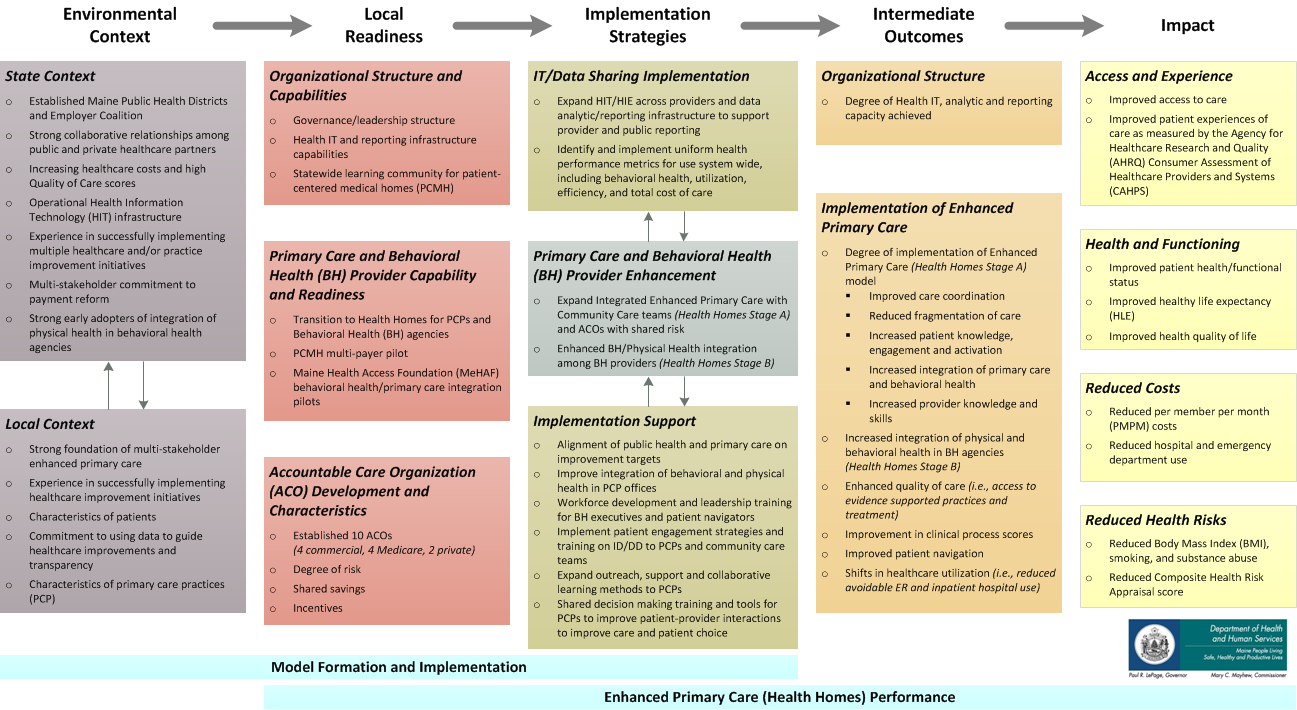 Environmental
Context
Local
Readiness
Implementation
Strategies
Intermediate
Outcomes
Impact
State Context
o Established Maine Public Health Districts
and Employer Coalition
o Strong collaborative relationships among
public and private healthcare partners
o Increasing healthcare costs and high
Quality of Care scores
o Operational Health Information
Technology (HIT) infrastructure
o Experience in successfully implementing
multiple healthcare and/or practice
improvement initiatives
o Multi-stakeholder commitment to
payment reform
o Strong early adopters of integration of
physical health in behavioral health
agencies
Local Context
o Strong foundation of multi-stakeholder
enhanced primary care
o Experience in successfully implementing
healthcare improvement initiatives
o Characteristics of patients
o Commitment to using data to guide
healthcare improvements and
transparency
o Characteristics of primary care practices
(PCP)
Organizational Structure and
Capabilities
o Governance/leadership structure
o Health IT and reporting infrastructure
capabilities
o Statewide learning community for patient-
centered medical homes (PCMH)
Primary Care and Behavioral
Health (BH) Provider Capability
and Readiness
o Transition to Health Homes for PCPs and
Behavioral Health (BH) agencies
o PCMH multi-payer pilot
o Maine Health Access Foundation (MeHAF)
behavioral health/primary care integration
pilots
Accountable Care Organization
(ACO) Development and
Characteristics
o Established 10 ACOs
(4 commercial, 4 Medicare, 2 private)
o Degree of risk
o Shared savings
o Incentives
IT/Data Sharing Implementation
o Expand HIT/HIE across providers and data
analytic/reporting infrastructure to support
provider and public reporting
o Identify and implement uniform health
performance metrics for use system wide,
including behavioral health, utilization,
efficiency, and total cost of care
Primary Care and Behavioral Health
(BH) Provider Enhancement
o Expand Integrated Enhanced Primary Care with
Community Care teams (Health Homes Stage A)
and ACOs with shared risk
o Enhanced BH/Physical Health integration
among BH providers (Health Homes Stage B)
Implementation Support
o Alignment of public health and primary care on
improvement targets
o Improve integration of behavioral and physical
health in PCP offices
o Workforce development and leadership training
for BH executives and patient navigators
o Implement patient engagement strategies and
training on ID/DD to PCPs and community care
teams
o Expand outreach, support and collaborative
learning methods to PCPs
o Shared decision making training and tools for
PCPs to improve patient-provider interactions
to improve care and patient choice
Organizational Structure
o Degree of Health IT, analytic and reporting
capacity achieved
Implementation of Enhanced
Primary Care
o Degree of implementation of Enhanced
Primary Care (Health Homes Stage A)
model
▪ Improved care coordination
▪ Reduced fragmentation of care
▪ Increased patient knowledge,
engagement and activation
▪ Increased integration of primary care
and behavioral health
▪ Increased provider knowledge and
skills
o Increased integration of physical and
behavioral health in BH agencies
(Health Homes Stage B)
o Enhanced quality of care (i.e., access to
evidence supported practices and
treatment)
o Improvement in clinical process scores
o Improved patient navigation
o Shifts in healthcare utilization (i.e., reduced
avoidable ER and inpatient hospital use)
Access and Experience
o Improved access to care
o Improved patient experiences of
care as measured by the Agency for
Healthcare Research and Quality
(AHRQ) Consumer Assessment of
Healthcare Providers and Systems
(CAHPS)
Health and Functioning
o Improved patient health/functional
status
o Improved healthy life expectancy
(HLE)
o Improved health quality of life
Reduced Costs
o Reduced per member per month
(PMPM) costs
o Reduced hospital and emergency
department use
Reduced Health Risks
o Reduced Body Mass Index (BMI),
smoking, and substance abuse
o Reduced Composite Health Risk
Appraisal score
Department of Health
and Human Services
Maine People Living
Safe, Healthy and Productive Lives
Paul R. LePage, Governor
Mary C. Mayhew, Commissioner
Model Formation and Implementation
Enhanced Primary Care (Health Homes) Performance